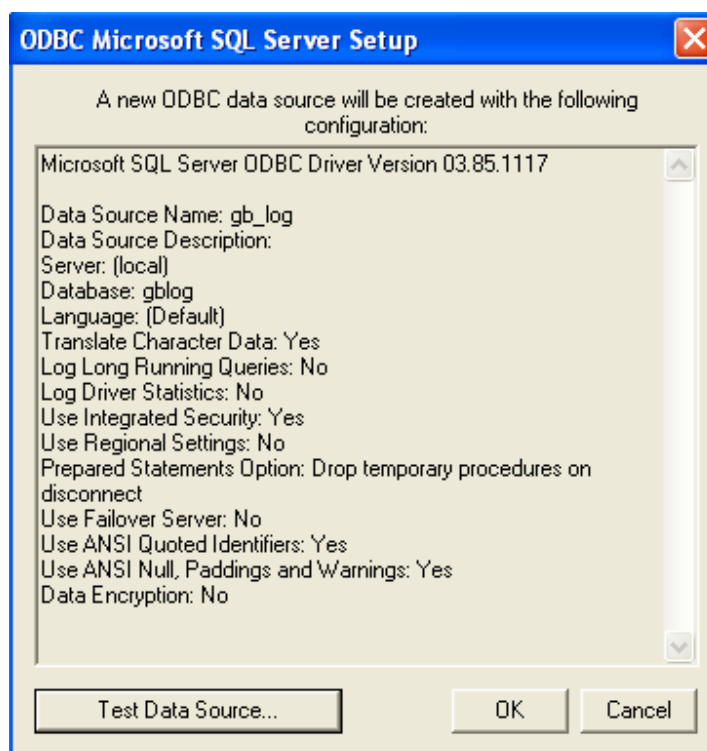 ODBC Microsoft SQL Server Setup
A new ODBC data source will be created with the following
configuration:
Microsoft SQL Server ODBC Driver Version 03.85.1117
Data Source Name: gb_log
Data Source Description:
Server: (local)
Database: gblog
Language: (Default)
Translate Character Data: Yes
Log Long Running Queries: No
Log Driver Statistics: No
Use Integrated Security: Yes
Use Regional Settings: No
Prepared Statements Option: Drop temporary procedures on
disconnect
Use Failover Server: No
Use ANSI Quoted Identifiers: Yes
Use ANSI Null, Paddings and Warnings: Yes
Data Encryption: No
Test Data Source...
OK
Cancel